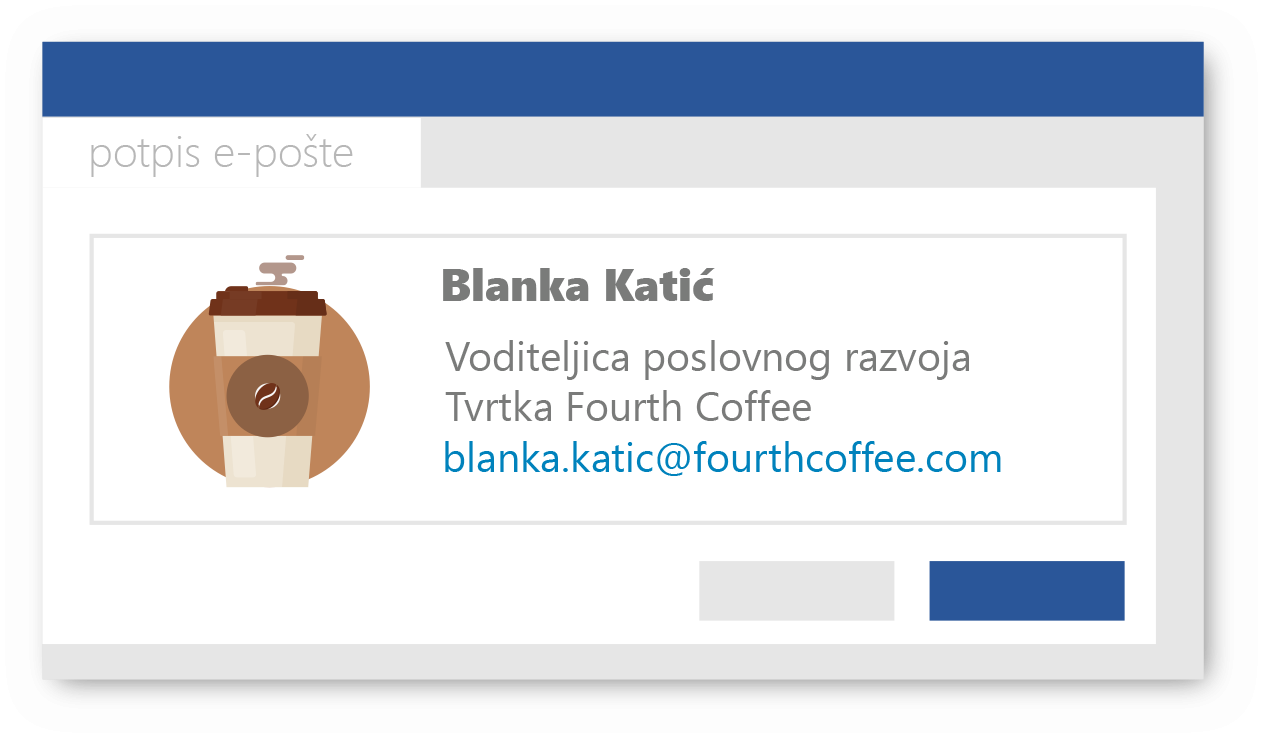 potpis e-pošte
Blanka Katić
Voditeljica poslovnog razvoja
Tvrtka Fourth Coffee
blanka.katic@fourthcoffee.com